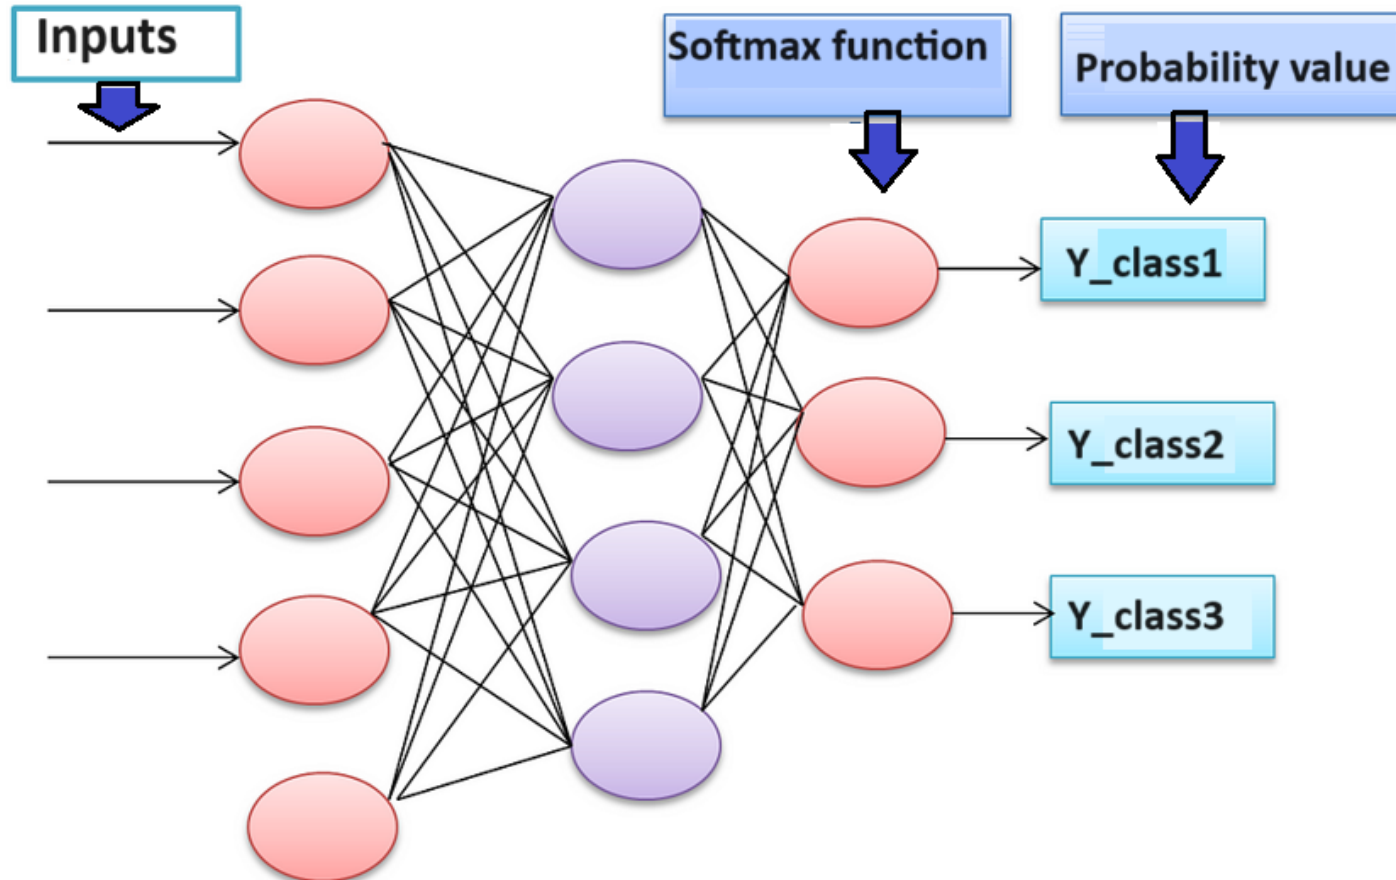 Inputs
Softmax function
Probability value
Y_class1
Y_class2
Y_class3